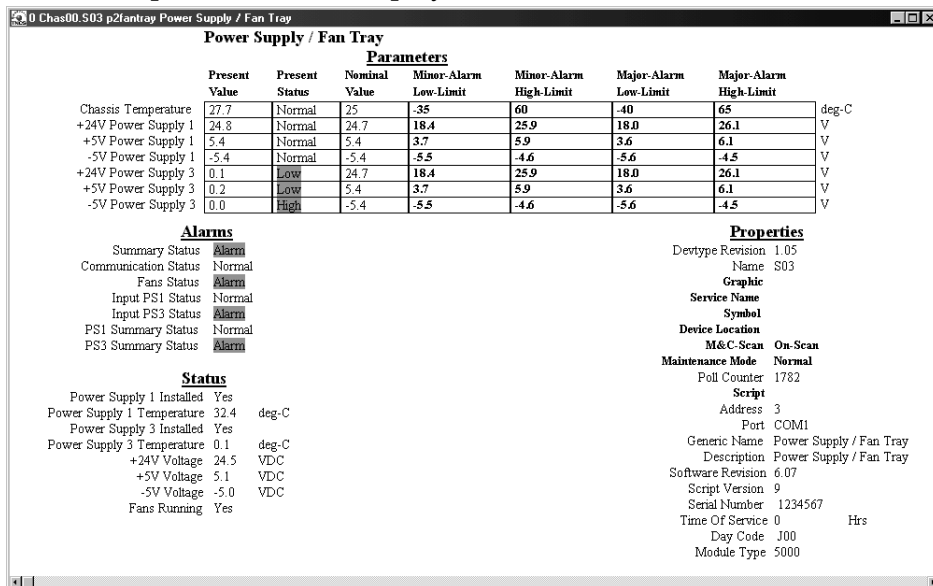 0 Chas00.S03 p2fantray Power Supply / Fan Tray
Power Supply / Fan Tray
Parameters
Present Present Nominal Minor-Alarm Minor-Alarm Major-Alarm Major-Alarm
Value Status Value Low-Limit High-Limit Low-Limit High-Limit
Chassis Temperature 27.7 Normal 25 -35 60 -40 65 deg-C
+24V Power Supply 1 24.8 Normal 24.7 18.4 25.9 18.0 26.1 V
+5V Power Supply 1 5.4 Normal 5.4 3.7 5.9 3.6 6.1 V
-5V Power Supply 1 -5.4 Normal -5.4 -5.5 -4.6 -5.6 -4.5 V
+24V Power Supply 3 0.1 Low 24.7 18.4 25.9 18.0 26.1 V
+5V Power Supply 3 0.2 Low 5.4 3.7 5.9 3.6 6.1 V
-5V Power Supply 3 0.0 High -5.4 -5.5 -4.6 -5.6 -4.5 V
Alarms
Summary Status Alarm
Communication Status Normal
Fans Status Alarm
Input PS1 Status Normal
Input PS3 Status Alarm
PS1 Summary Status Normal
PS3 Summary Status Alarm
Status
Power Supply 1 Installed Yes
Power Supply 1 Temperature 32.4 deg-C
Power Supply 3 Installed Yes
Power Supply 3 Temperature 0.1 deg-C
+24V Voltage 24.5 VDC
+5V Voltage 5.1 VDC
-5V Voltage -5.0 VDC
Fans Running Yes
Properties
Devtype Revision 1.05
Name S03
Graphic
Service Name
Symbol
Device Location
M&C-Scan On-Scan
Maintenance Mode Normal
Poll Counter 1782
Script
Address 3
Port COM1
Generic Name Power Supply / Fan Tray
Description Power Supply / Fan Tray
Software Revision 6.07
Script Version 9
Serial Number 1234567
Time Of Service 0 Hrs
Day Code J00
Module Type 5000